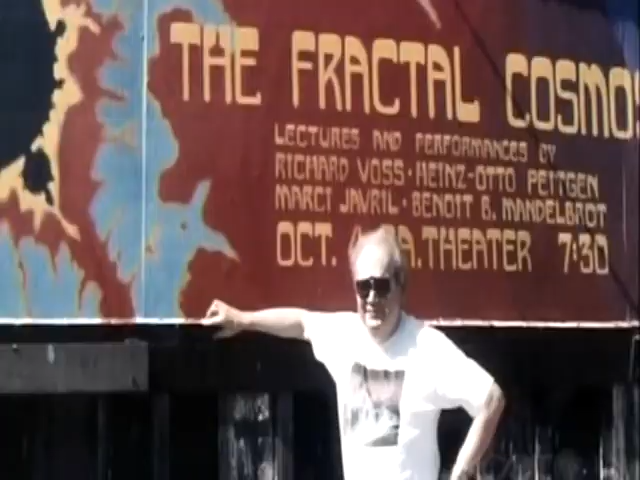 THE FRACTAL COSMOS
LECTURES AND PERFORMANCES BY
RICHARD VOSS · HEINZ-OTTO PEITGEN
MARCI JAVRIL · BENOIT B. MANDELBROT
OCT. A. THEATER 7:30